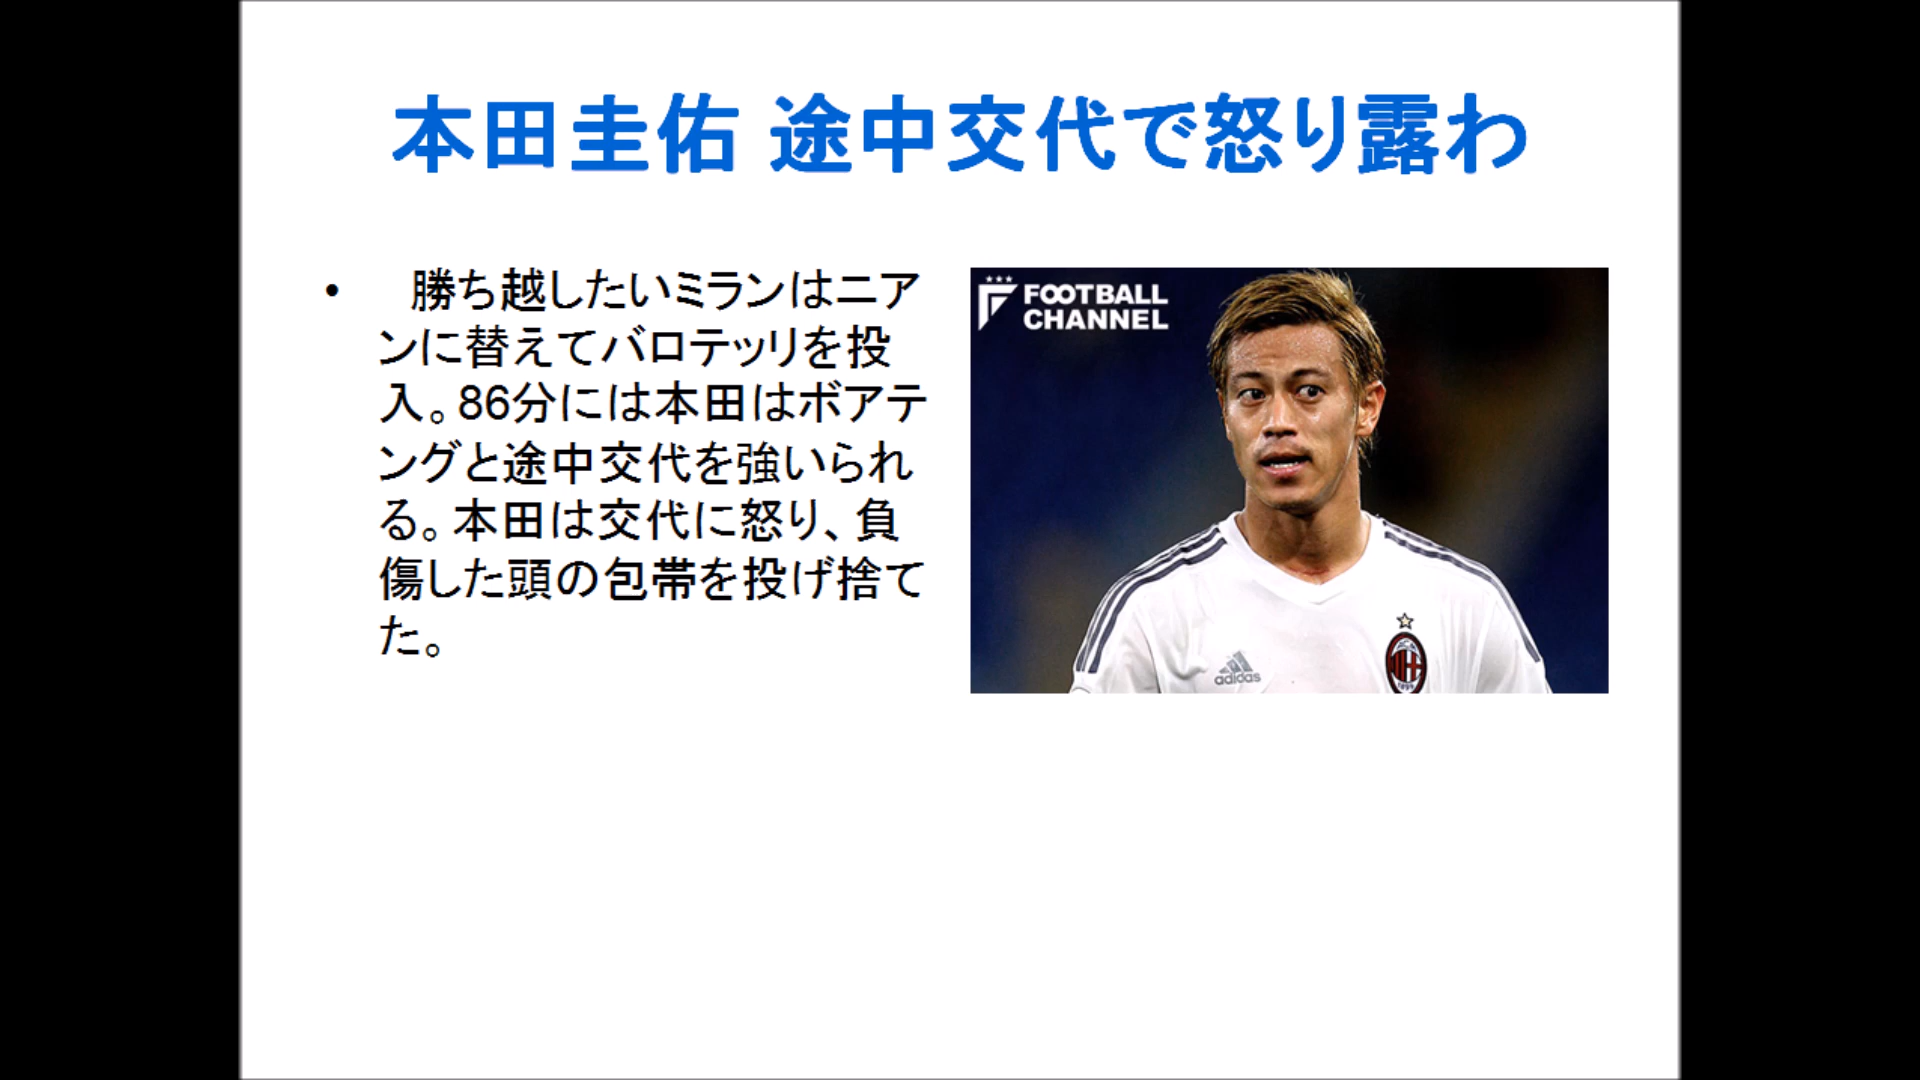 本田圭佑 途中交代で怒り露わ
• 勝ち越したいミランはニア
ンに替えてバロテッリを投
入。86分には本田はボアテ
ングと途中交代を強いられ
る。本田は交代に怒り、負
傷した頭の包帯を投げ捨て
た。
FOOTBALL
CHANNEL
adidas